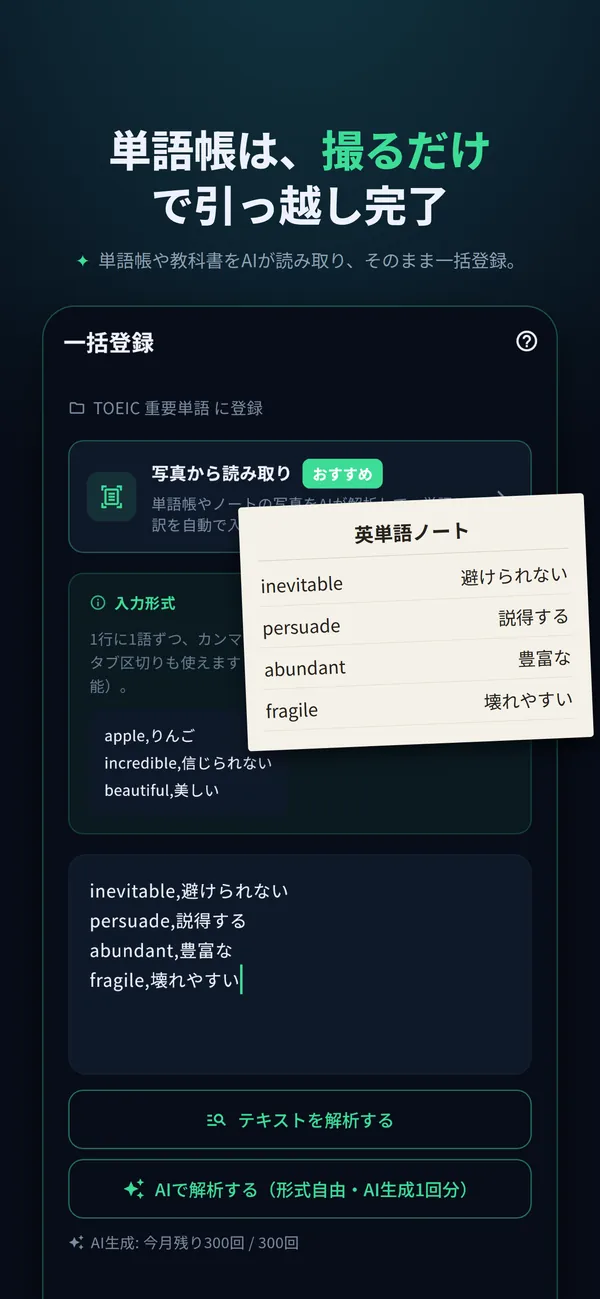 単語帳は、撮るだけ
で引っ越し完了
単語帳や教科書をAIが読み取り、そのまま一括登録。
一括登録
TOEIC 重要単語 に登録
写真から読み取り おすすめ
単語帳やノートの写真をAIが解析して、
訳を自動で入
英単語ノート
inevitable 避けられない
persuade 説得する
abundant 豊富な
fragile 壊れやすい
入力形式
1行に1語ずつ、カンマ
タブ区切りも使えます
能）。
apple,りんご
incredible,信じられない
beautiful,美しい
inevitable,避けられない
persuade,説得する
abundant,豊富な
fragile,壊れやすい
テキストを解析する
AIで解析する（形式自由・AI生成1回分）
AI生成: 今月残り300回 / 300回